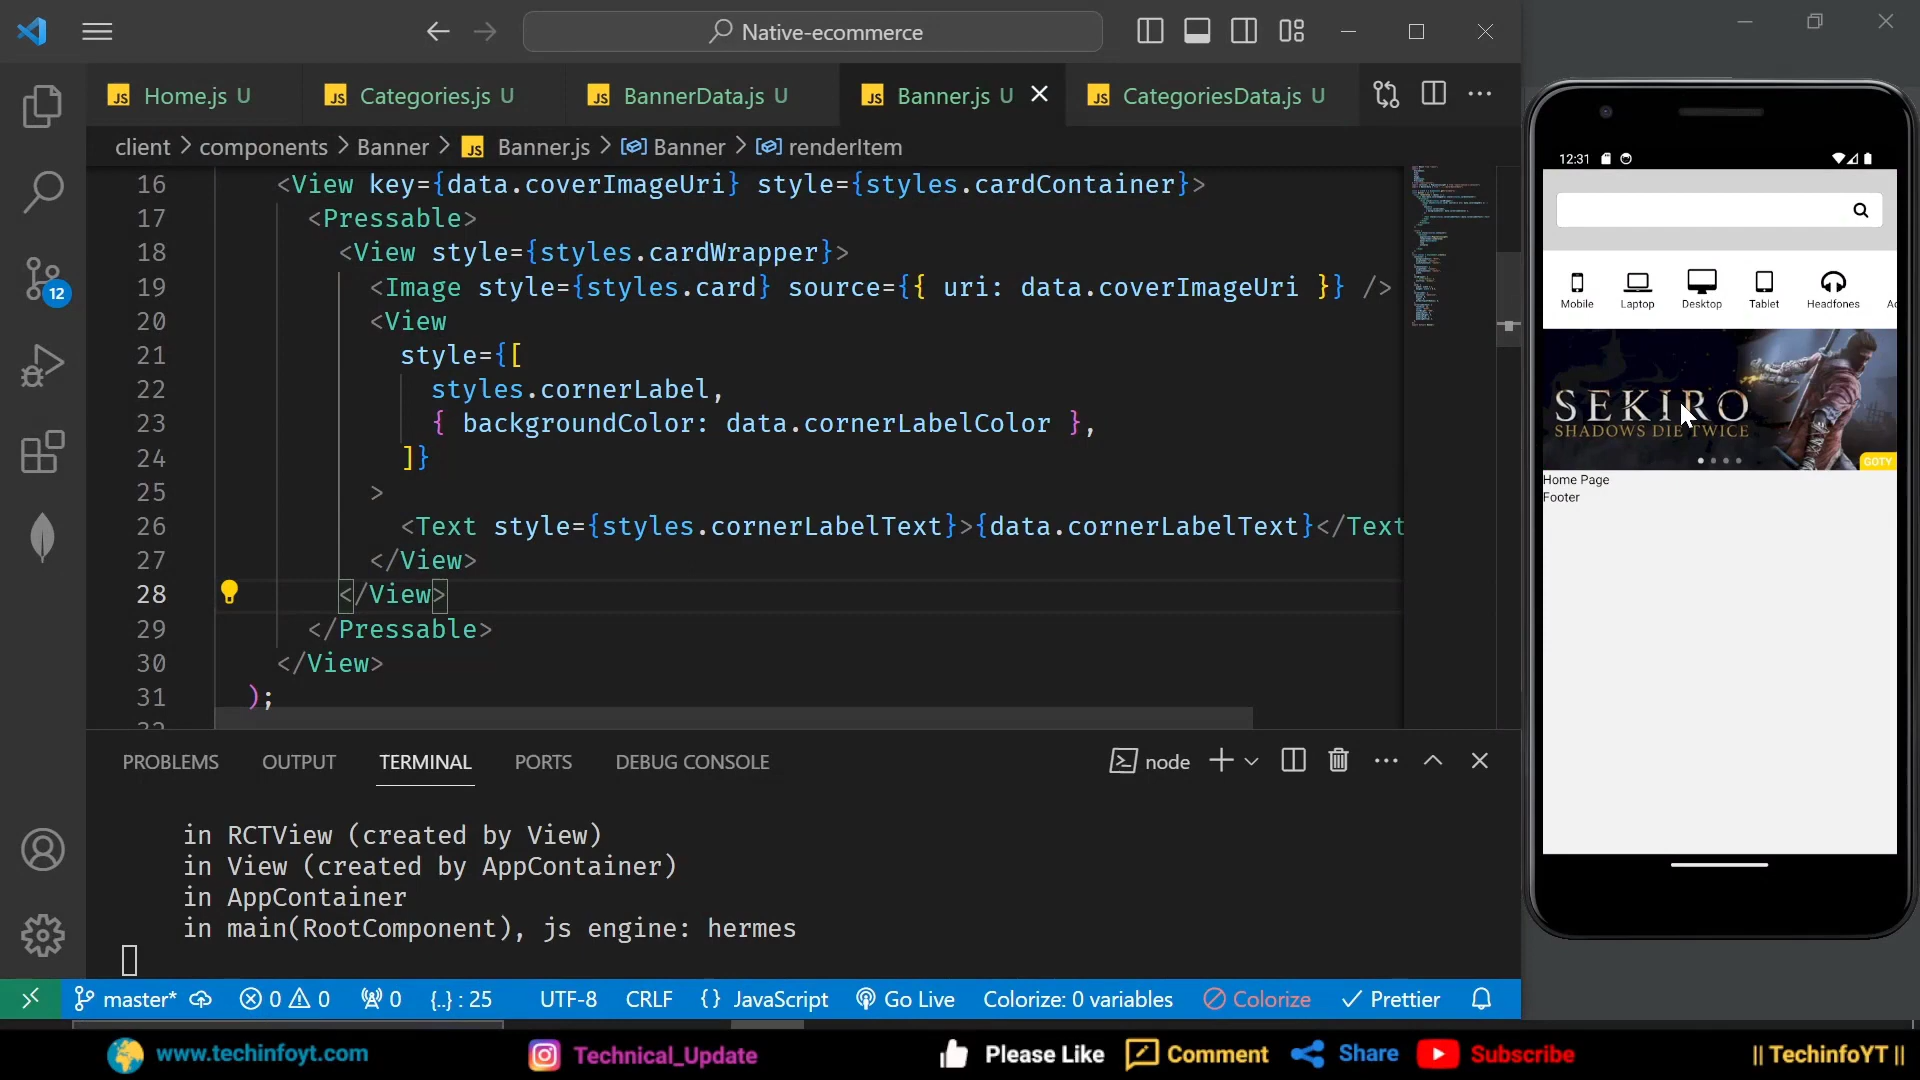 Native-ecommerce
Home.js U
Categories.js U
BannerData.js U
Banner.js U
CategoriesData.js U
client > components > Banner > Banner.js > Banner > renderItem
16 <View key={data.coverImageUri} style={styles.cardContainer}>
17 <Pressable>
18 <View style={styles.cardWrapper}>
19 <Image style={styles.card} source={{ uri: data.coverImageUri }} />
20 <View
21 style={[
22 styles.cornerLabel,
23 { backgroundColor: data.cornerLabelColor },
24 ]}
25 >
26 <Text style={styles.cornerLabelText}>{data.cornerLabelText}</Text
27 </View>
28 </View>
29 </Pressable>
30 </View>
31 );
PROBLEMS OUTPUT TERMINAL PORTS DEBUG CONSOLE
node
in RCTView (created by View)
in View (created by AppContainer)
in AppContainer
in main(RootComponent), js engine: hermes
12
master* 0 0 0 {..} : 25 UTF-8 CRLF {} JavaScript Go Live Colorize: 0 variables Colorize Prettier
12:31
Mobile Laptop Desktop Tablet Headfones
SEKIRO
SHADOWS DIE TWICE
GOTY
Home Page
Footer
www.techinfoyt.com
Technical_Update
Please Like
Comment
Share
Subscribe
|| TechinfoYT ||